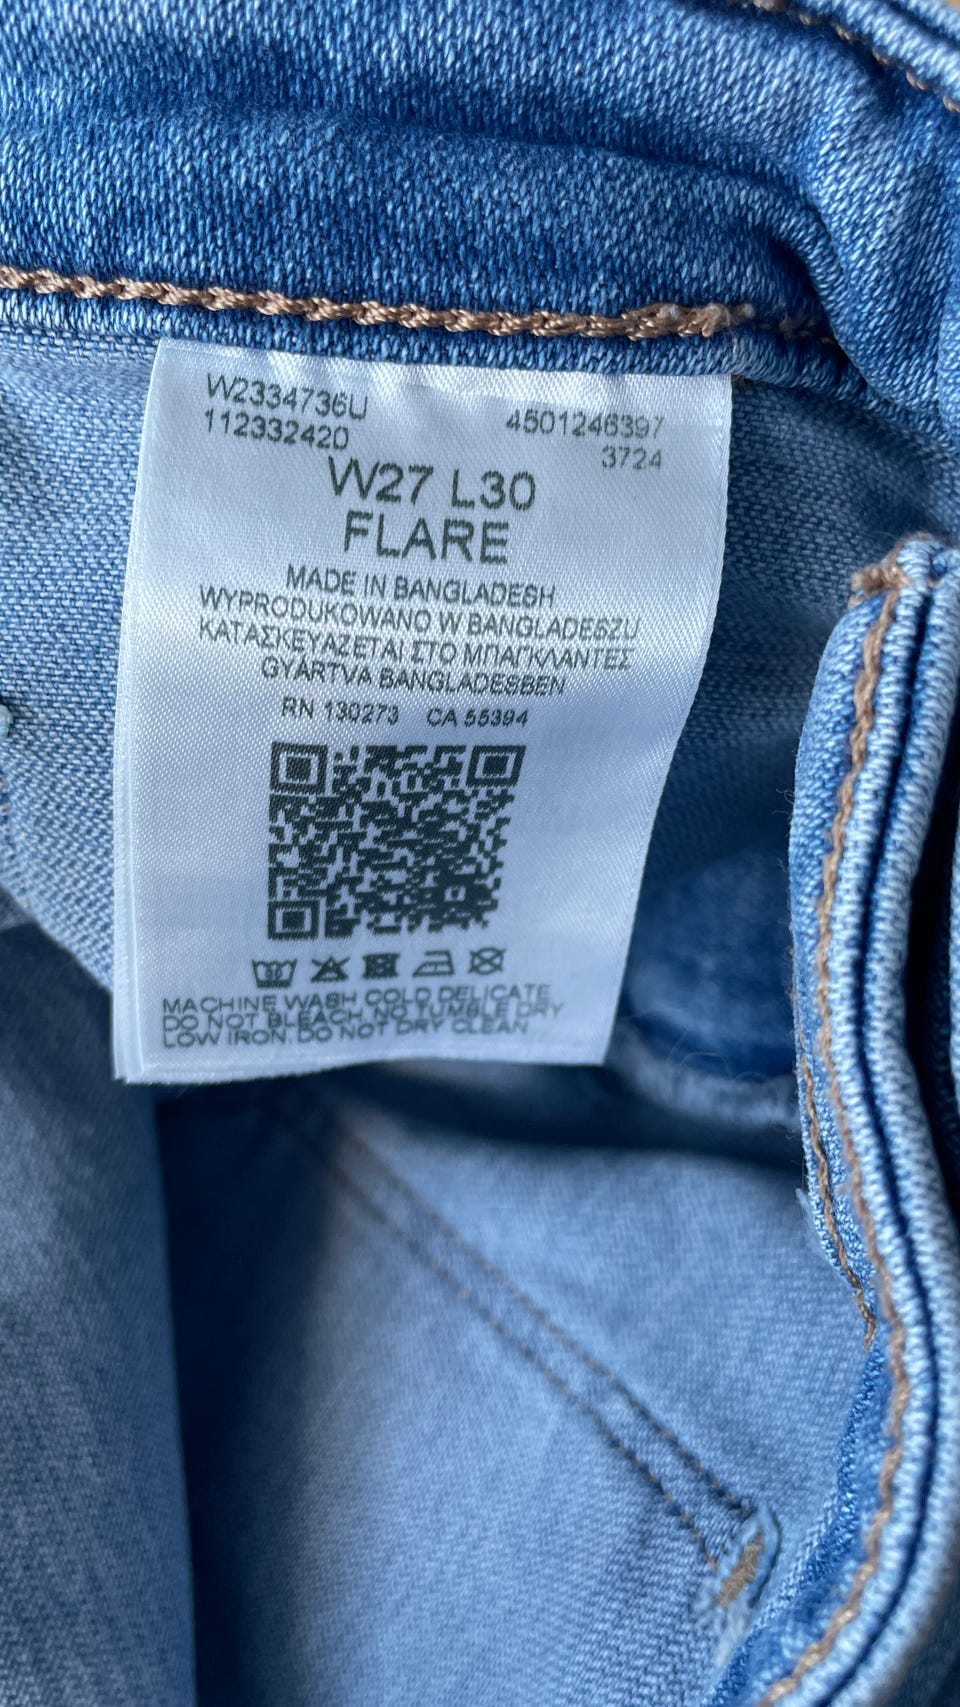 W2334736U
112332420
4501246397
3724
W27 L30
FLARE
MADE IN BANGLADESH
WYPRODUKOWANO W BANGLADESZU
ΚΑΤΑΣΚΕΥΑΖΕΤΑΙ ΣΤΟ ΜΠΑΓΚΛΑΝΤΕΣ
GYÁRTVA BANGLADESBEN
RN 130273 CA 55394
MACHINE WASH COLD DELICATE
DO NOT BLEACH. NO TUMBLE DRY
LOW IRON. DO NOT DRY CLEAN